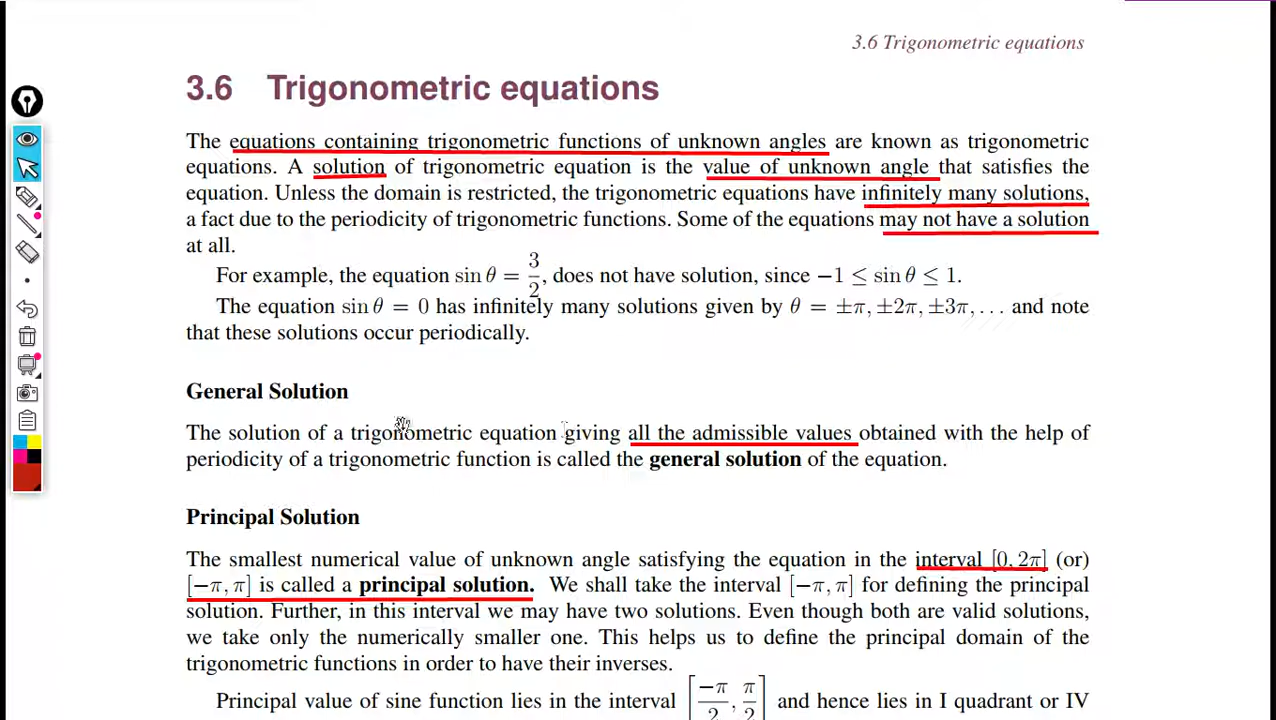 3.6 Trigonometric equations
3.6 Trigonometric equations
The equations containing trigonometric functions of unknown angles are known as trigonometric
equations. A solution of trigonometric equation is the value of unknown angle that satisfies the
equation. Unless the domain is restricted, the trigonometric equations have infinitely many solutions,
a fact due to the periodicity of trigonometric functions. Some of the equations may not have a solution
at all.
For example, the equation sin θ = 3/2, does not have solution, since −1 ≤ sin θ ≤ 1.
The equation sin θ = 0 has infinitely many solutions given by θ = ±π, ±2π, ±3π, . . . and note
that these solutions occur periodically.
General Solution
The solution of a trigonometric equation giving all the admissible values obtained with the help of
periodicity of a trigonometric function is called the general solution of the equation.
Principal Solution
The smallest numerical value of unknown angle satisfying the equation in the interval [0, 2π] (or)
[−π, π] is called a principal solution. We shall take the interval [−π, π] for defining the principal
solution. Further, in this interval we may have two solutions. Even though both are valid solutions,
we take only the numerically smaller one. This helps us to define the principal domain of the
trigonometric functions in order to have their inverses.
Principal value of sine function lies in the interval [−π/2, π/2] and hence lies in I quadrant or IV